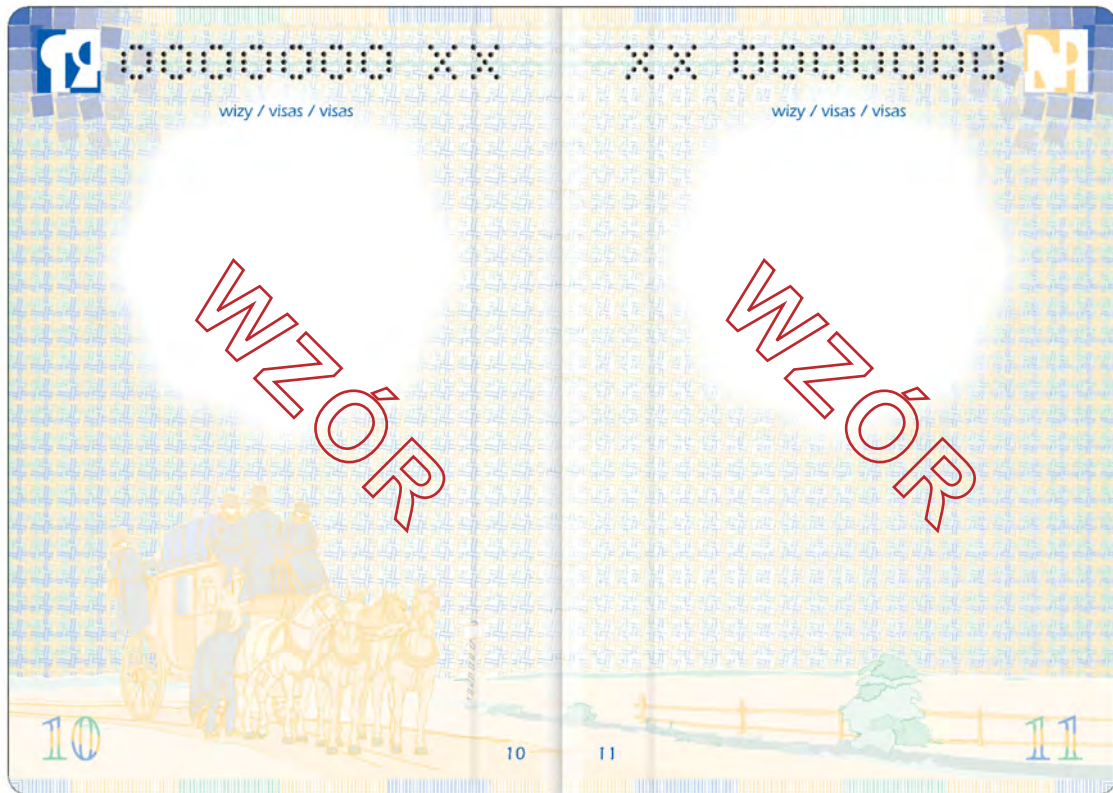 0000000 XX
wizy / visas / visas
WZÓR
10
10
XX 0000000
wizy / visas / visas
WZÓR
11
11